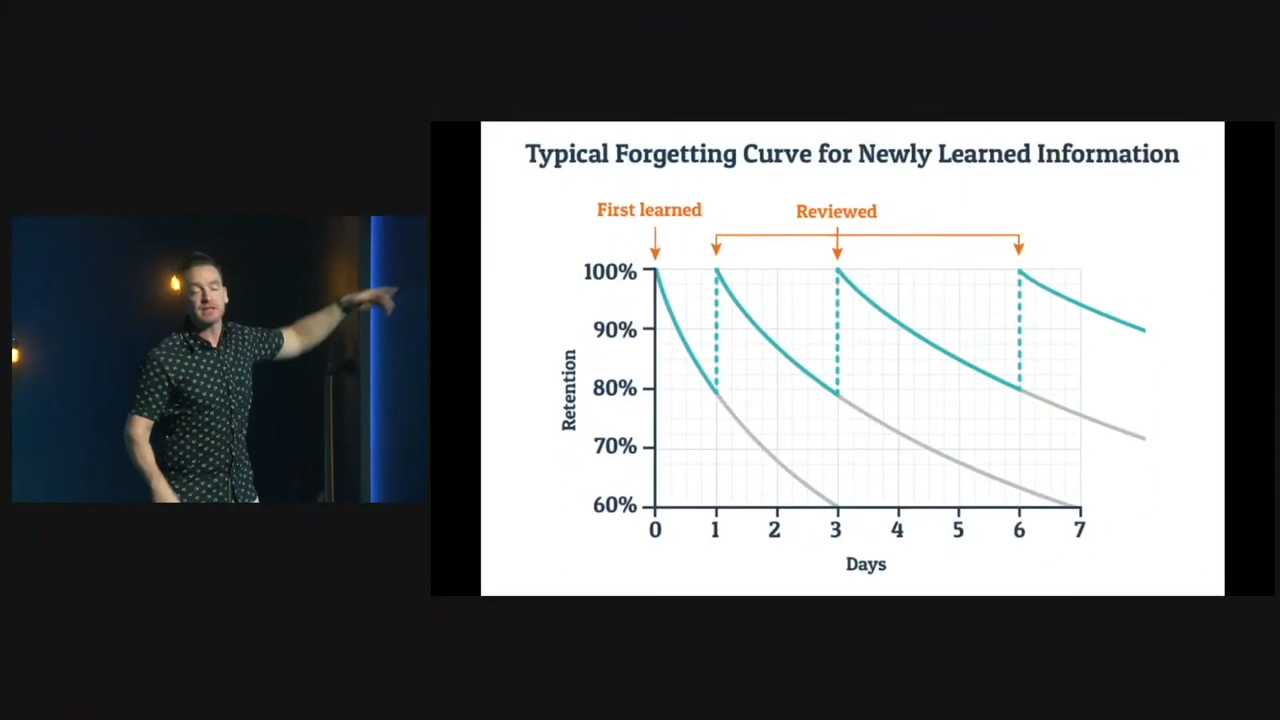 Typical Forgetting Curve for Newly Learned Information
First learned
Reviewed
100%
90%
80%
70%
60%
Retention
0 1 2 3 4 5 6 7
Days